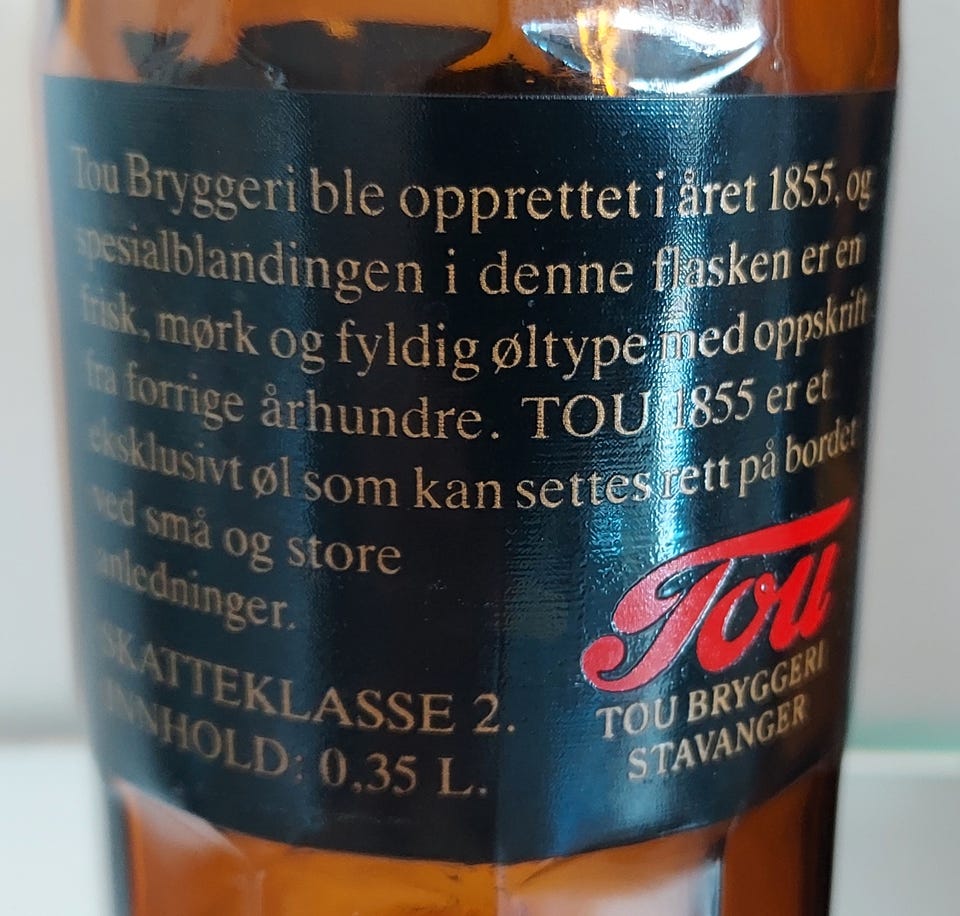 Tou Bryggeri ble opprettet i året 1855, og
spesialblandingen i denne flasken er en
frisk, mørk og fyldig øltype med oppskrift
fra forrige århundre. TOU 1855 er et
eksklusivt øl som kan settes rett på bordet
ved små og store
anledninger.
SKATTEKLASSE 2.
INNHOLD: 0,35 L.
Tou
TOU BRYGGERI
STAVANGER